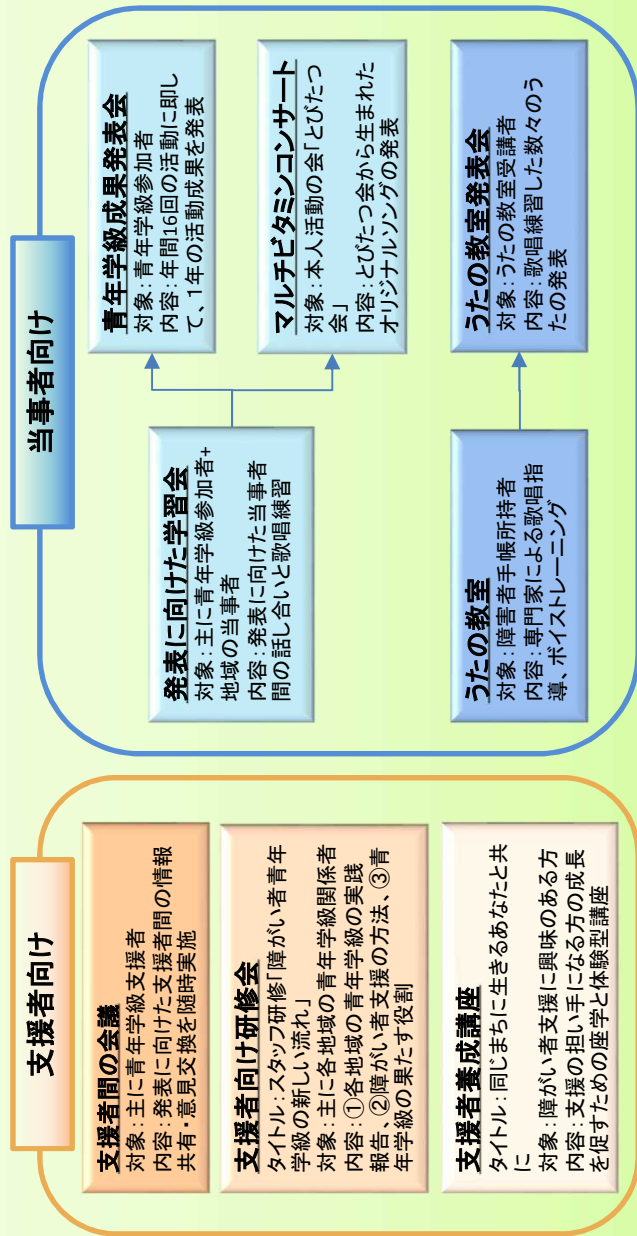 支援者向け
支援者間の会議
対象：主に青年学級支援者
内容：発表に向けた支援者間の情報
共有・意見交換を随時実施
支援者向け研修会
タイトル：スタッフ研修「障がい者青年
学級の新しい流れ」
対象：主に各地域の青年学級関係者
内容：①各地域の青年学級の実践
報告、②障がい者支援の方法、③青
年学級の果たす役割
支援者養成講座
タイトル：同じまちに生きるあなたと共
に
対象：障がい者支援に興味のある方
内容：支援の担い手になる方の成長
を促すための座学と体験型講座
当事者向け
発表に向けた学習会
対象：主に青年学級参加者+
地域の当事者
内容：発表に向けた当事者
間の話し合いと歌唱練習
青年学級成果発表会
対象：青年学級参加者
内容：年間16回の活動に即し
て、1年の活動成果を発表
マルチビタミンコンサート
対象：本人活動の会「とびたつ
会」
内容：とびたつ会から生まれた
オリジナルソングの発表
うたの教室
対象：障害者手帳所持者
内容：専門家による歌唱指
導、ボイストレーニング
うたの教室発表会
対象：うたの教室受講者
内容：歌唱練習した数々のう
たの発表